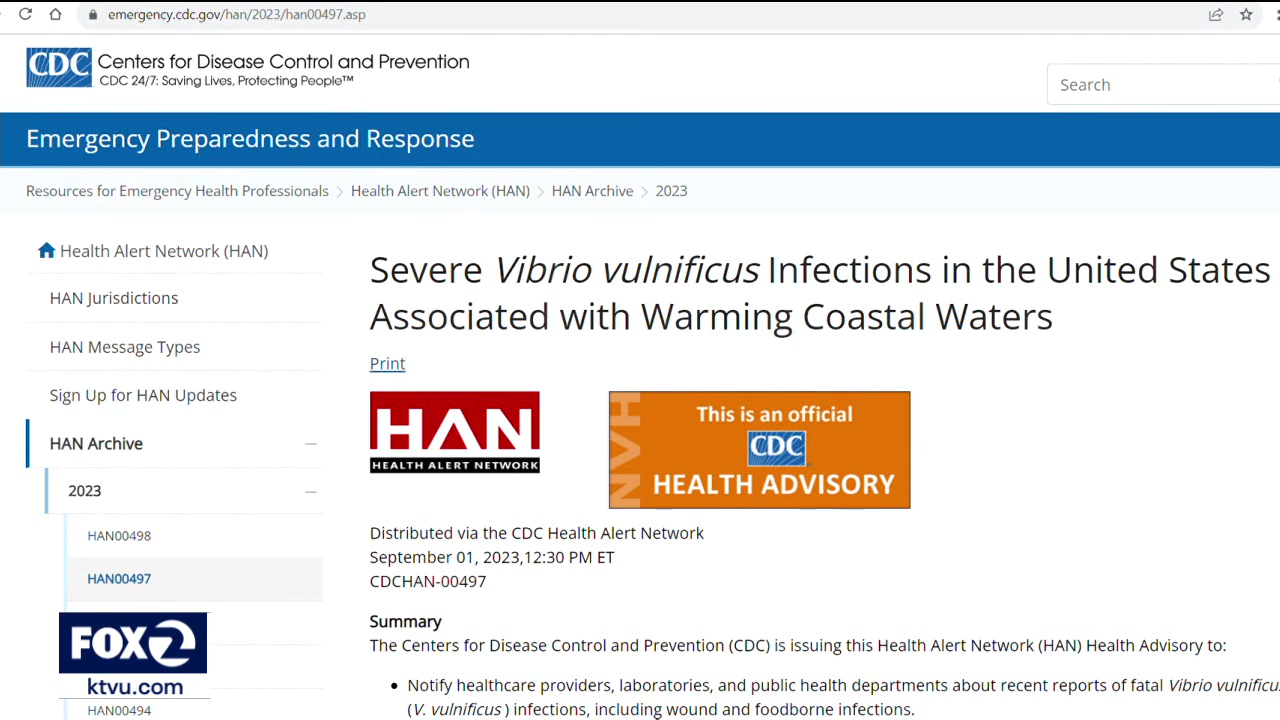 emergency.cdc.gov/han/2023/han00497.asp
CDC Centers for Disease Control and Prevention
CDC 24/7: Saving Lives, Protecting People™
Search
Emergency Preparedness and Response
Resources for Emergency Health Professionals > Health Alert Network (HAN) > HAN Archive > 2023
Health Alert Network (HAN)
HAN Jurisdictions
HAN Message Types
Sign Up for HAN Updates
HAN Archive
2023
HAN00498
HAN00497
HAN00494
Severe Vibrio vulnificus Infections in the United States
Associated with Warming Coastal Waters
Print
HAN
HEALTH ALERT NETWORK
HAN
This is an official
CDC
HEALTH ADVISORY
Distributed via the CDC Health Alert Network
September 01, 2023,12:30 PM ET
CDCHAN-00497
Summary
The Centers for Disease Control and Prevention (CDC) is issuing this Health Alert Network (HAN) Health Advisory to:
• Notify healthcare providers, laboratories, and public health departments about recent reports of fatal Vibrio
(V. vulnificus ) infections, including wound and foodborne infections.
FOX 2
ktvu.com